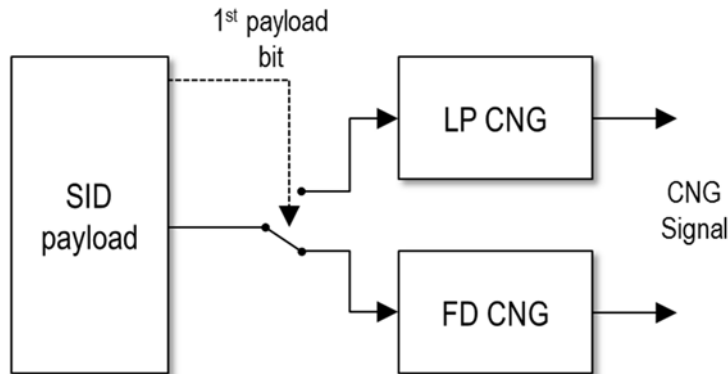 1st payload
bit
LP CNG
SID
payload
CNG
Signal
FD CNG